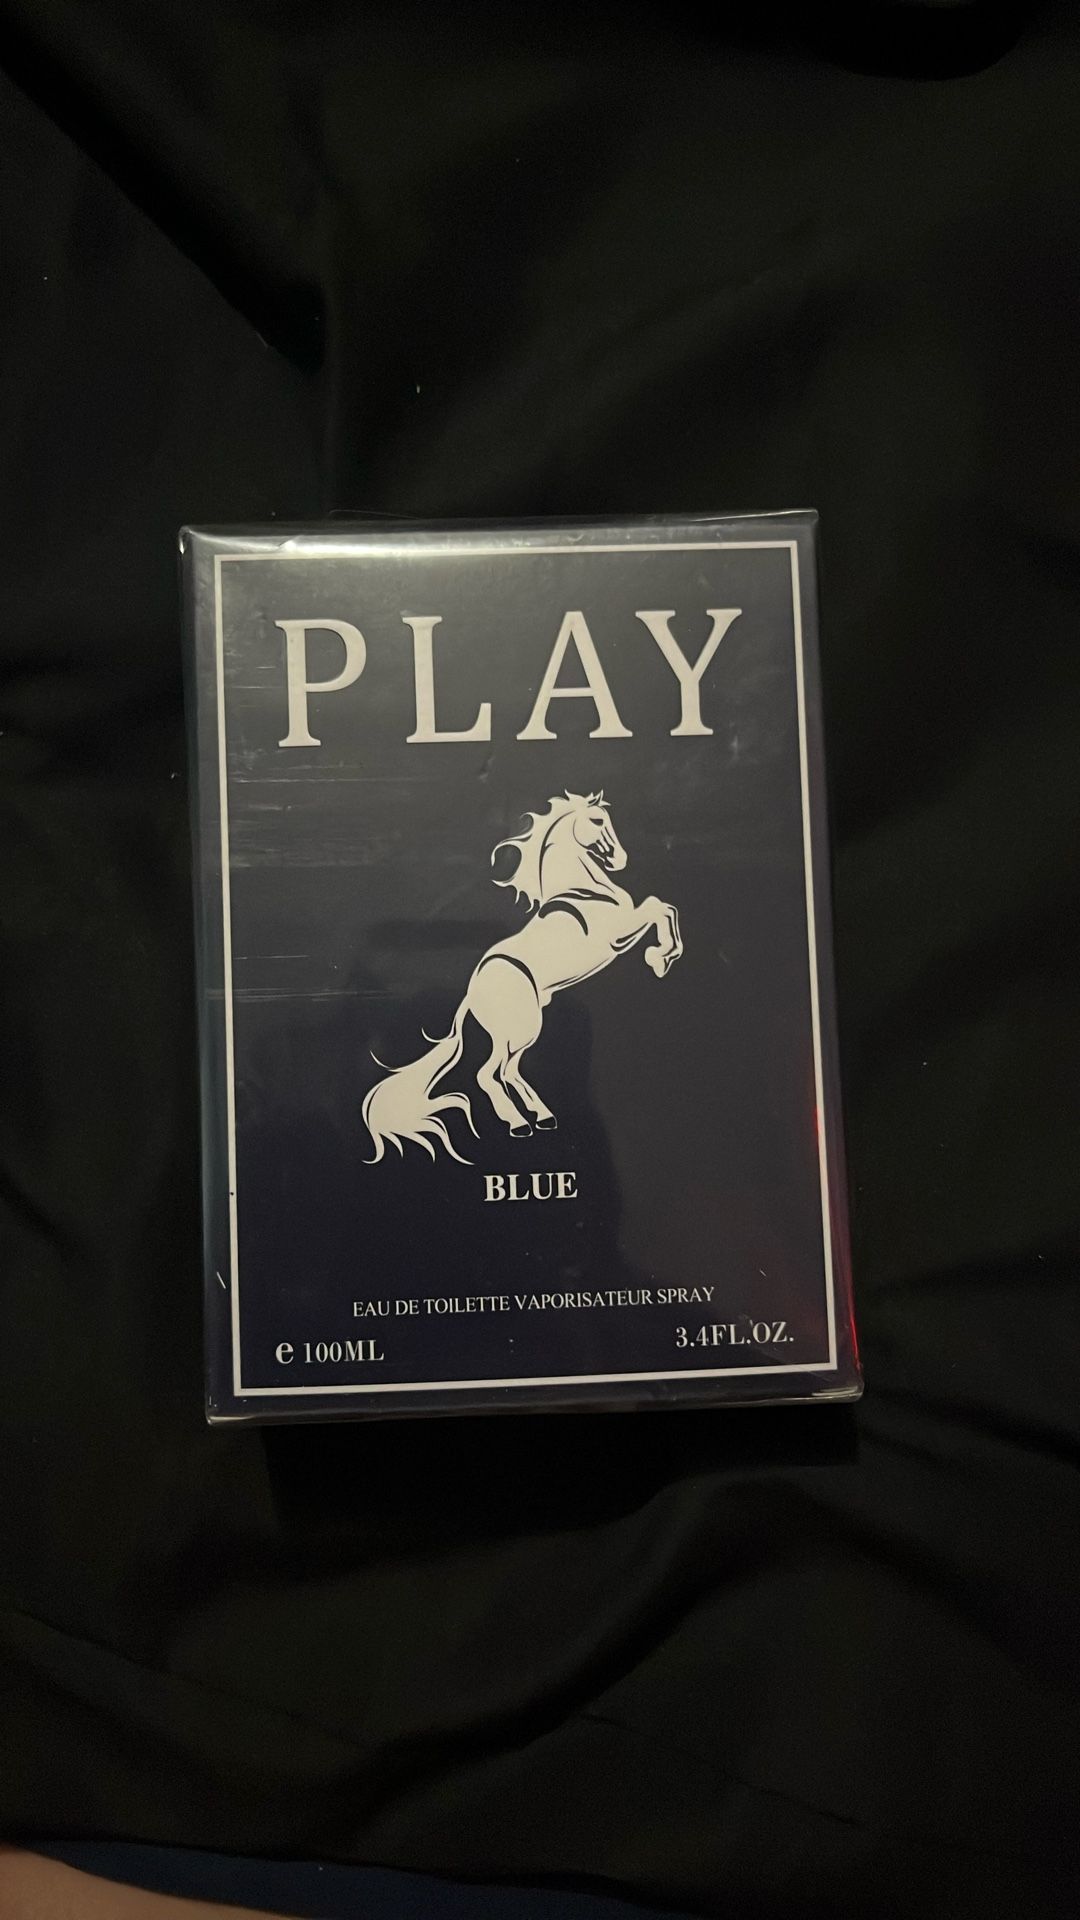 PLAY
BLUE
EAU DE TOILETTE VAPORISATEUR SPRAY
e 100ML
3.4FL.OZ.